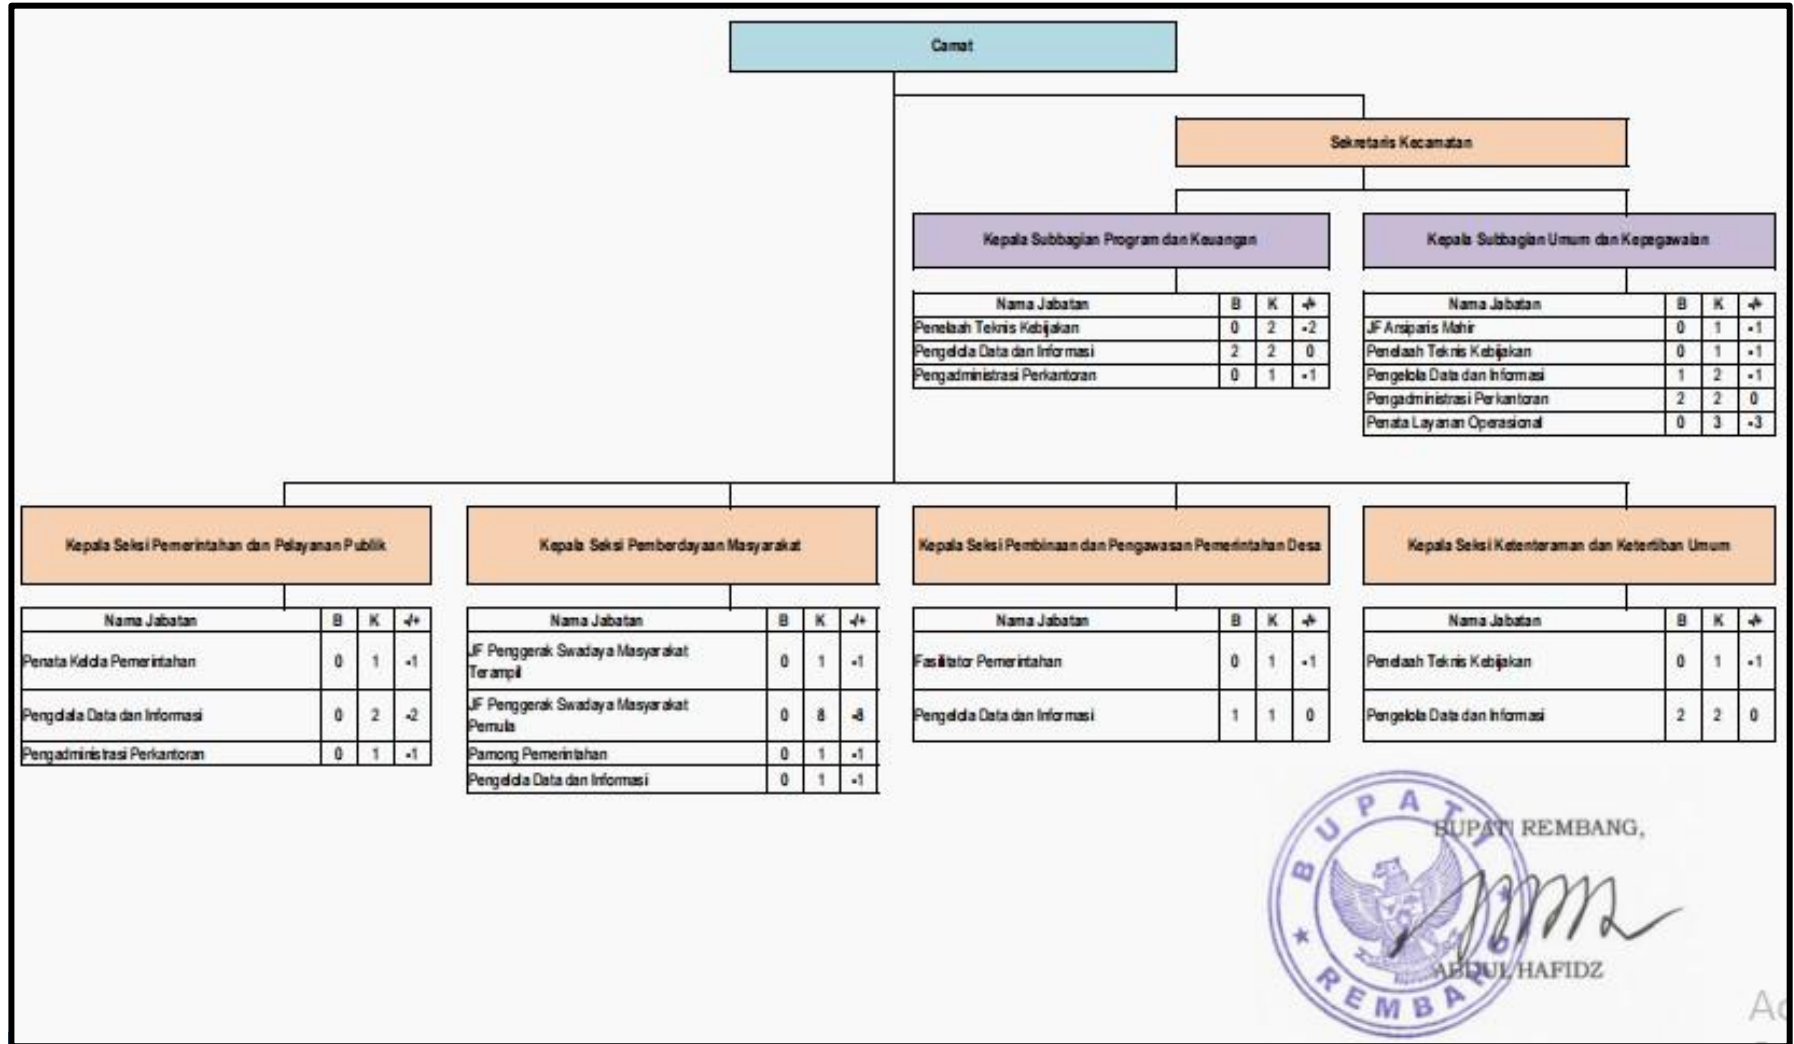 Camat
Sekretaris Kecamatan
Kepala Subbagian Program dan Keuangan
Nama Jabatan B K -/+
Penelaah Teknis Kebijakan 0 2 -2
Pengelola Data dan Informasi 2 2 0
Pengadministrasi Perkantoran 0 1 -1
Kepala Subbagian Umum dan Kepegawaian
Nama Jabatan B K -/+
JF Arsiparis Mahir 0 1 -1
Penelaah Teknis Kebijakan 0 1 -1
Pengelola Data dan Informasi 1 2 -1
Pengadministrasi Perkantoran 2 2 0
Penata Layanan Operasional 0 3 -3
Kepala Seksi Pemerintahan dan Pelayanan Publik
Nama Jabatan B K -/+
Penata Kelola Pemerintahan 0 1 -1
Pengelola Data dan Informasi 0 2 -2
Pengadministrasi Perkantoran 0 1 -1
Kepala Seksi Pemberdayaan Masyarakat
Nama Jabatan B K -/+
JF Penggerak Swadaya Masyarakat
Terampil 0 1 -1
JF Penggerak Swadaya Masyarakat
Pemula 0 8 -8
Pamong Pemerintahan 0 1 -1
Pengelola Data dan Informasi 0 1 -1
Kepala Seksi Pembinaan dan Pengawasan Pemerintahan Desa
Nama Jabatan B K -/+
Fasilitator Pemerintahan 0 1 -1
Pengelola Data dan Informasi 1 1 0
Kepala Seksi Ketenteraman dan Ketertiban Umum
Nama Jabatan B K -/+
Penelaah Teknis Kebijakan 0 1 -1
Pengelola Data dan Informasi 2 2 0
BUPATI REMBANG,
BUPATI
REMBANG
ABDUL HAFIDZ